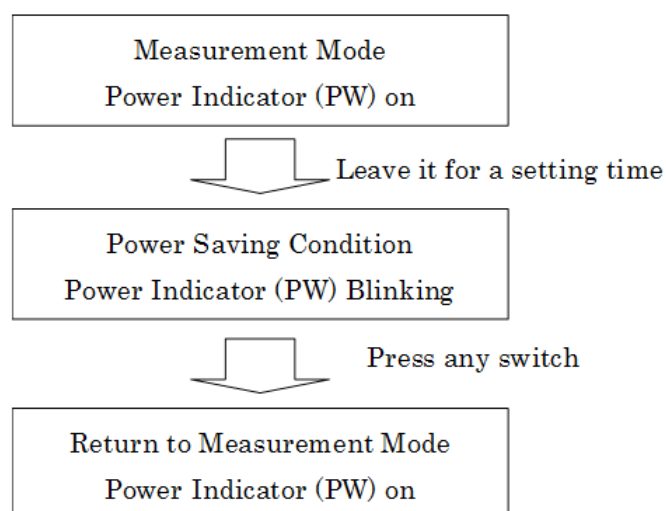 Measurement Mode
Power Indicator (PW) on
Leave it for a setting time
Power Saving Condition
Power Indicator (PW) Blinking
Press any switch
Return to Measurement Mode
Power Indicator (PW) on